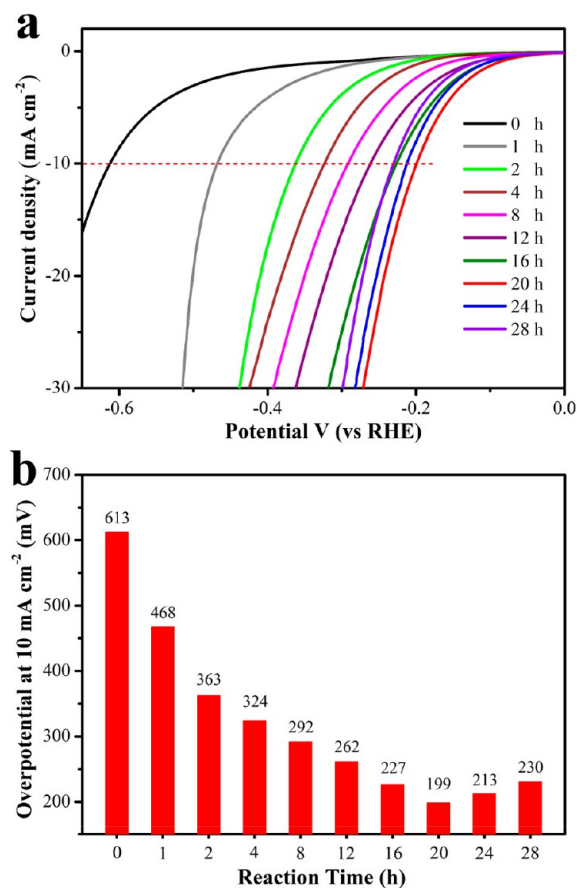 a
0
-10
-20
-30
Current density (mA cm⁻²)
0 h
1 h
2 h
4 h
8 h
12 h
16 h
20 h
24 h
28 h
-0.6 -0.4 -0.2 0.0
Potential V (vs RHE)
b
700
600
500
400
300
200
Overpotential at 10 mA cm⁻² (mV)
613
468
363
324
292
262
227
199
213
230
0 1 2 4 8 12 16 20 24 28
Reaction Time (h)